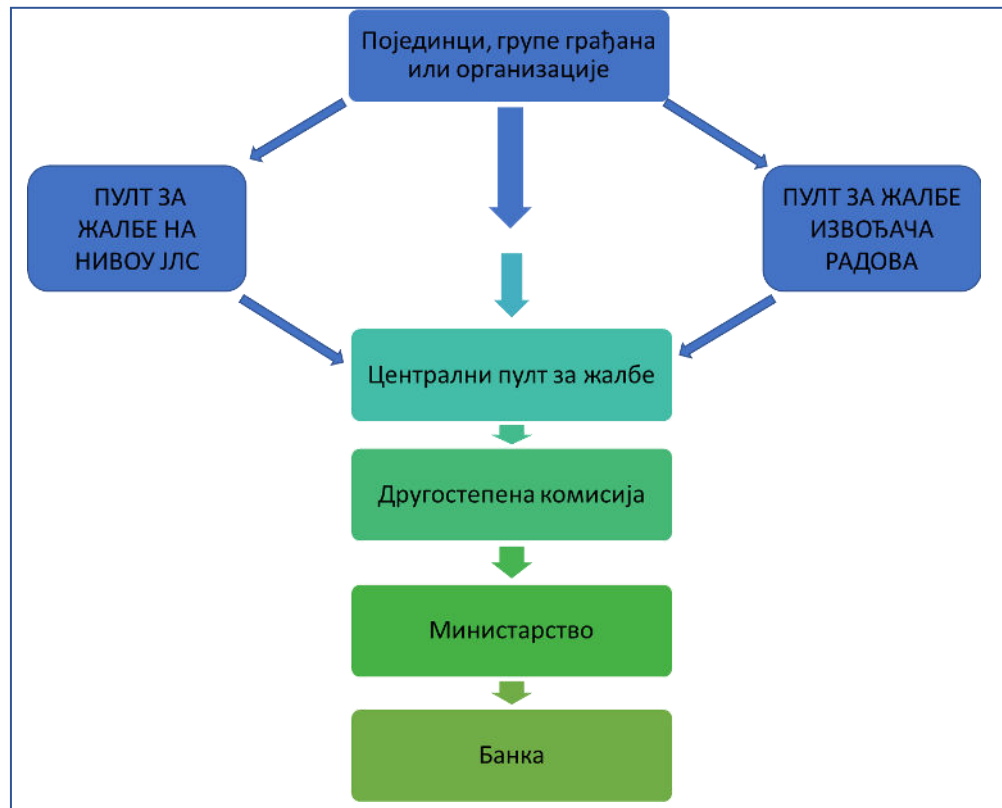 Појединци, групе грађана
или организације
ПУЛТ ЗА
ЖАЛБЕ НА
НИВОУ ЈЛС
ПУЛТ ЗА ЖАЛБЕ
ИЗВОЂАЧА
РАДОВА
Централни пулт за жалбе
Другостепена комисија
Министарство
Банка